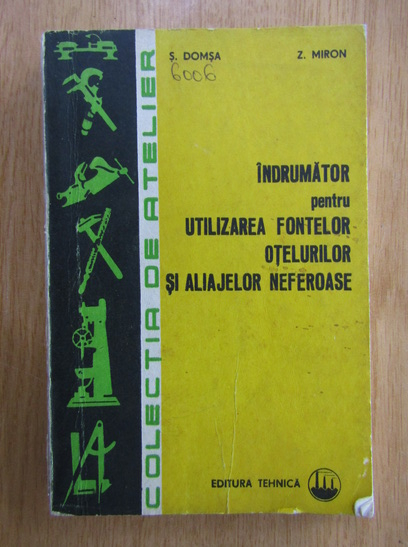 Ș. DOMȘA
Z. MIRON
6006
ÎNDRUMĂTOR
pentru
UTILIZAREA FONTELOR
OȚELURILOR
ȘI ALIAJELOR NEFEROASE
COLECȚIA DE ATELIER
EDITURA TEHNICĂ